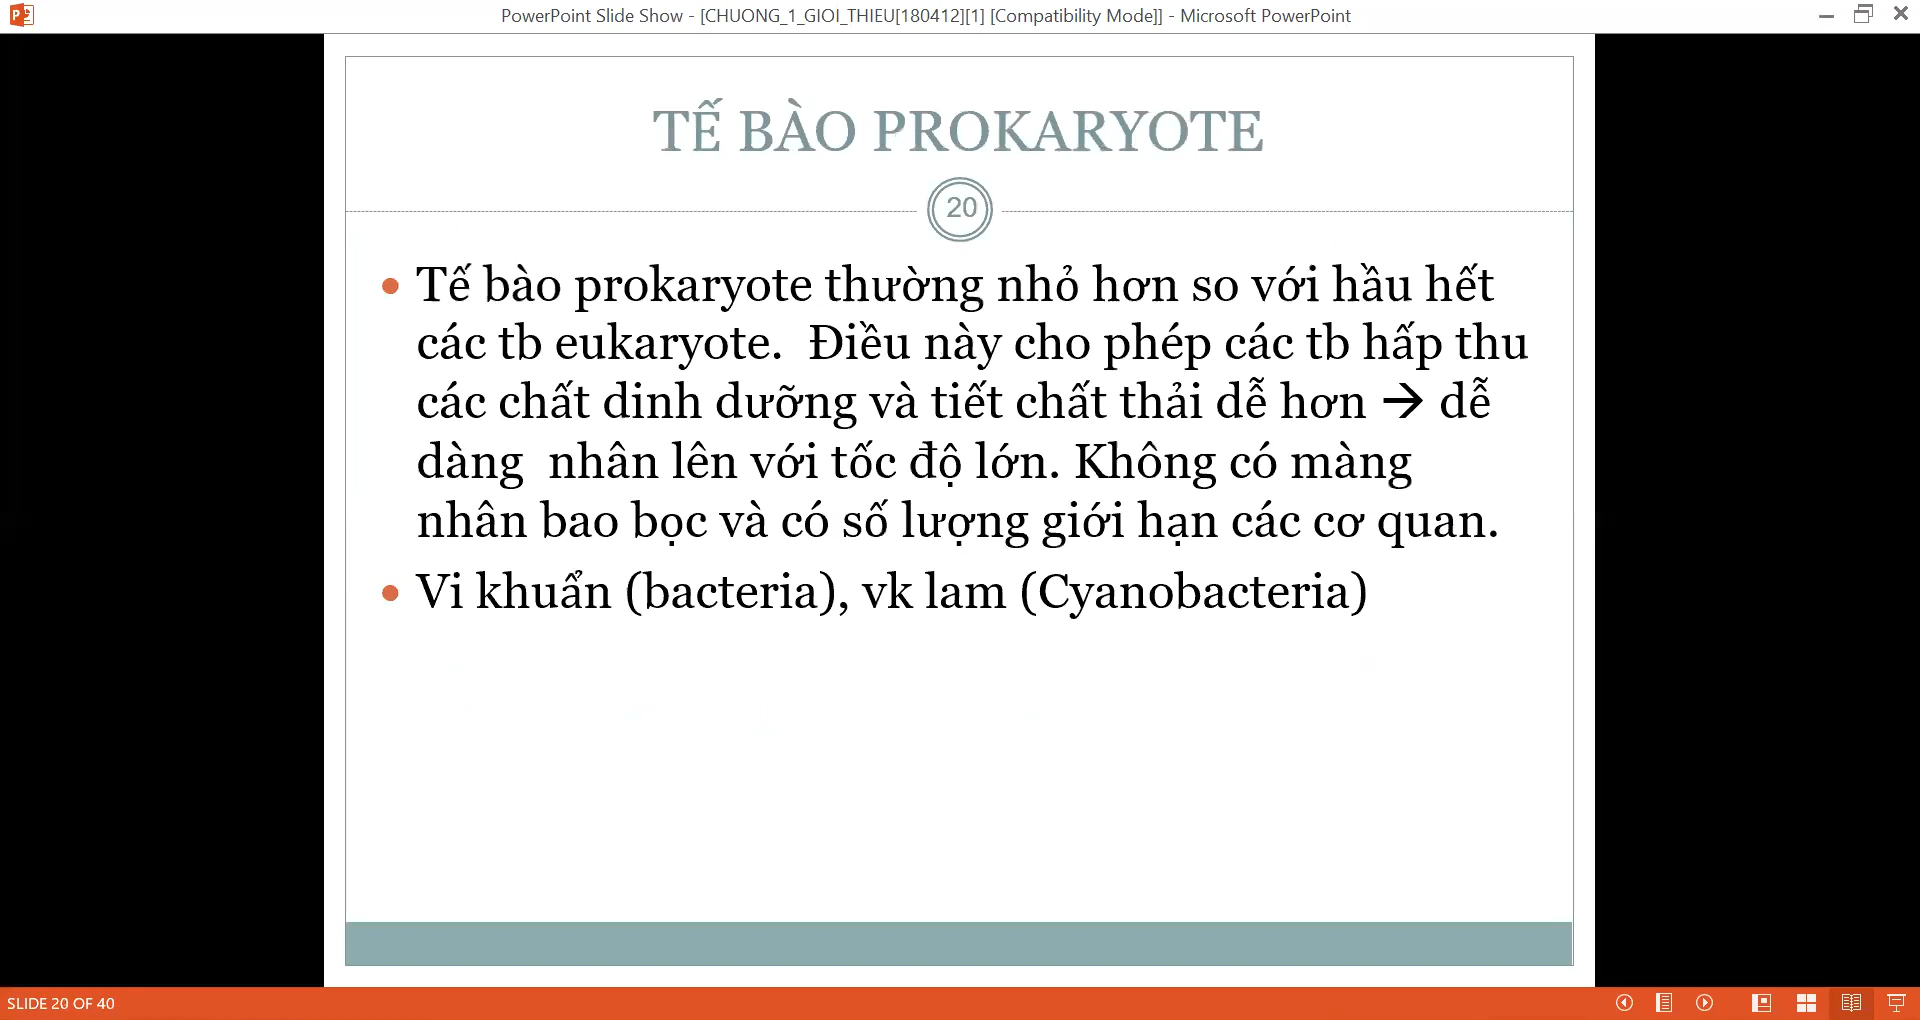 PowerPoint Slide Show - [CHUONG_1_GIOI_THIEU[180412][1] [Compatibility Mode]] - Microsoft PowerPoint
TẾ BÀO PROKARYOTE
20
• Tế bào prokaryote thường nhỏ hơn so với hầu hết
các tb eukaryote.  Điều này cho phép các tb hấp thu
các chất dinh dưỡng và tiết chất thải dễ hơn → dễ
dàng  nhân lên với tốc độ lớn. Không có màng
nhân bao bọc và có số lượng giới hạn các cơ quan.
• Vi khuẩn (bacteria), vk lam (Cyanobacteria)
SLIDE 20 OF 40